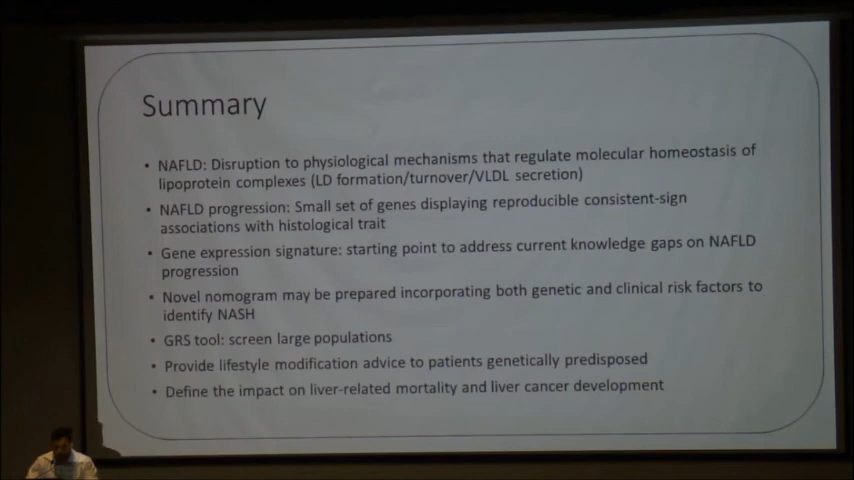 Summary
• NAFLD: Disruption to physiological mechanisms that regulate molecular homeostasis of
lipoprotein complexes (LD formation/turnover/VLDL secretion)
• NAFLD progression: Small set of genes displaying reproducible consistent-sign
associations with histological trait
• Gene expression signature: starting point to address current knowledge gaps on NAFLD
progression
• Novel nomogram may be prepared incorporating both genetic and clinical risk factors to
identify NASH
• GRS tool: screen large populations
• Provide lifestyle modification advice to patients genetically predisposed
• Define the impact on liver-related mortality and liver cancer development